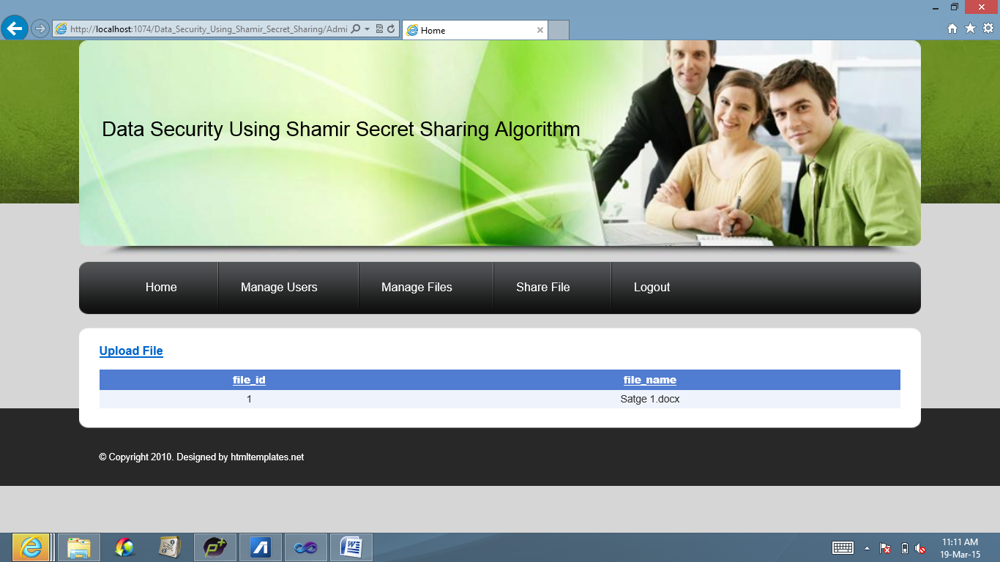 http://localhost:1074/Data_Security_Using_Shamir_Secret_Sharing/Admi
Home
Data Security Using Shamir Secret Sharing Algorithm
Home Manage Users Manage Files Share File Logout
Upload File
file_id file_name
1 Satge 1.docx
© Copyright 2010. Designed by htmltemplates.net
11:11 AM
19-Mar-15